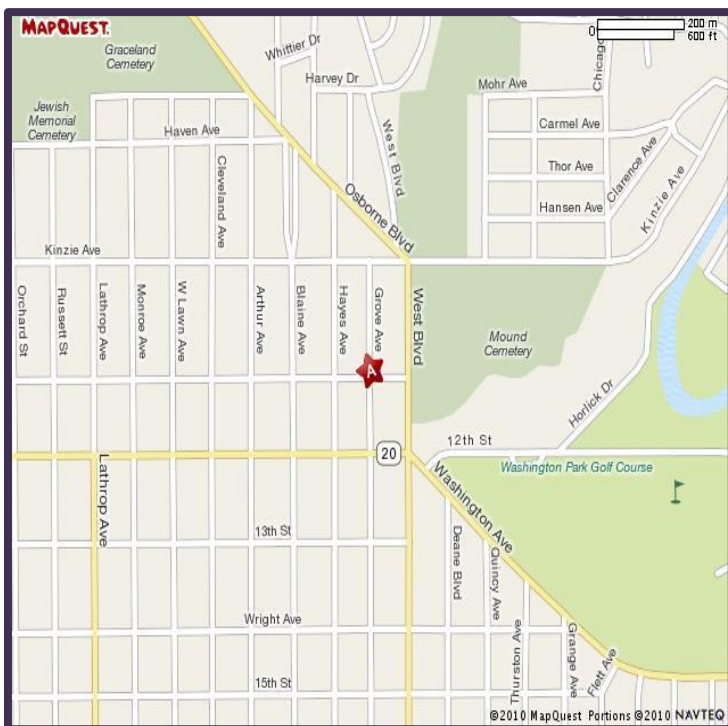 MAPQUEST.
0
200 m
600 ft
Graceland
Cemetery
Whittier Dr
Harvey Dr
Mohr Ave
Chicago
Jewish
Memorial
Cemetery
Haven Ave
Cleveland Ave
West Blvd
Carmel Ave
Thor Ave
Clarence Ave
Hansen Ave
Kinzie Ave
Osborne Blvd
Kinzie Ave
Orchard St
Russett St
Lathrop Ave
Monroe Ave
W Lawn Ave
Arthur Ave
Blaine Ave
Hayes Ave
Grove Ave
West Blvd
Mound
Cemetery
A
Horlick Dr
12th St
20
Washington Park Golf Course
Washington Ave
Lathrop Ave
13th St
Deane Blvd
Quincy Ave
Wright Ave
Thurston Ave
Grange Ave
Flett Ave
15th St
©2010 MapQuest Portions ©2010 NAVTEQ